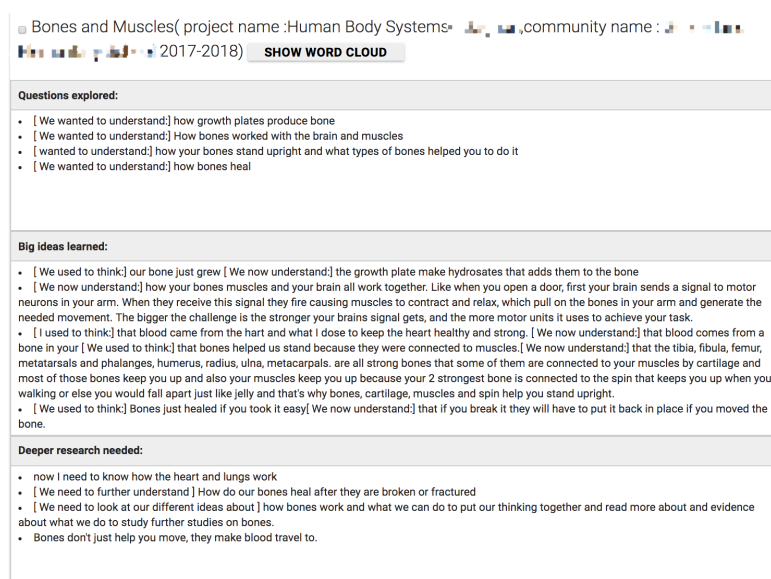 Bones and Muscles( project name :Human Body Systems- ,community name :
2017-2018) SHOW WORD CLOUD
Questions explored:
• [ We wanted to understand:] how growth plates produce bone
• [ We wanted to understand:] How bones worked with the brain and muscles
• [ wanted to understand:] how your bones stand upright and what types of bones helped you to do it
• [ We wanted to understand:] how bones heal
Big ideas learned:
• [ We used to think:] our bone just grew [ We now understand:] the growth plate make hydrosates that adds them to the bone
• [ We now understand:] how your bones muscles and your brain all work together. Like when you open a door, first your brain sends a signal to motor
neurons in your arm. When they receive this signal they fire causing muscles to contract and relax, which pull on the bones in your arm and generate the
needed movement. The bigger the challenge is the stronger your brains signal gets, and the more motor units it uses to achieve your task.
• [ I used to think:] that blood came from the hart and what I dose to keep the heart healthy and strong. [ We now understand:] that blood comes from a
bone in your [ We used to think:] that bones helped us stand because they were connected to muscles.[ We now understand:] that the tibia, fibula, femur,
metatarsals and phalanges, humerus, radius, ulna, metacarpals. are all strong bones that some of them are connected to your muscles by cartilage and
most of those bones keep you up and also your muscles keep you up because your 2 strongest bone is connected to the spin that keeps you up when you
walking or else you would fall apart just like jelly and that's why bones, cartilage, muscles and spin help you stand upright.
• [ We used to think:] Bones just healed if you took it easy[ We now understand:] that if you break it they will have to put it back in place if you moved the
bone.
Deeper research needed:
• now I need to know how the heart and lungs work
• [ We need to further understand ] How do our bones heal after they are broken or fractured
• [ We need to look at our different ideas about ] how bones work and what we can do to put our thinking together and read more about and evidence
about what we do to study further studies on bones.
• Bones don't just help you move, they make blood travel to.